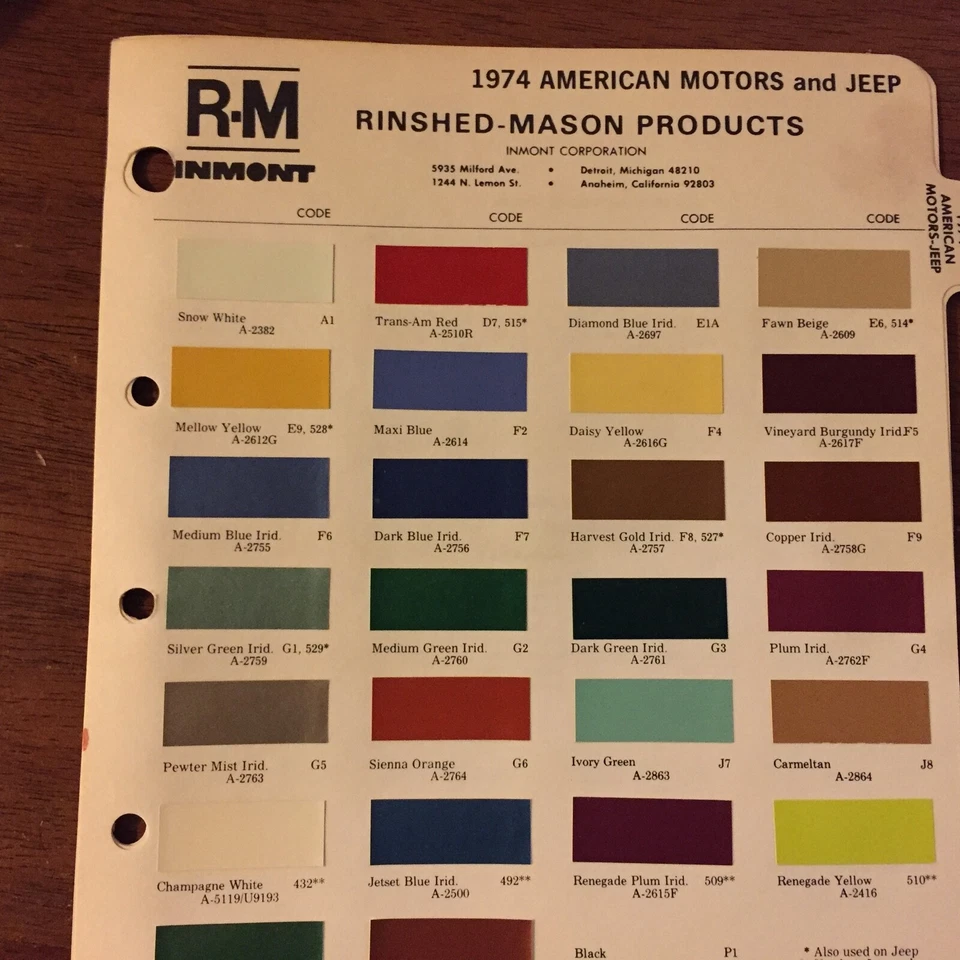 R-M
INMONT
1974 AMERICAN MOTORS and JEEP
RINSHED-MASON PRODUCTS
INMONT CORPORATION
5935 Milford Ave. • Detroit, Michigan 48210
1244 N. Lemon St. • Anaheim, California 92803
AMERICAN
MOTORS-JEEP
CODE CODE CODE CODE
Snow White A1
A-2382
Trans-Am Red D7, 515*
A-2510R
Diamond Blue Irid. E1A
A-2697
Fawn Beige E6, 514*
A-2609
Mellow Yellow E9, 528*
A-2612G
Maxi Blue F2
A-2614
Daisy Yellow F4
A-2616G
Vineyard Burgundy Irid. F5
A-2617F
Medium Blue Irid. F6
A-2755
Dark Blue Irid. F7
A-2756
Harvest Gold Irid. F8, 527*
A-2757
Copper Irid. F9
A-2758G
Silver Green Irid. G1, 529*
A-2759
Medium Green Irid. G2
A-2760
Dark Green Irid. G3
A-2761
Plum Irid. G4
A-2762F
Pewter Mist Irid. G5
A-2763
Sienna Orange G6
A-2764
Ivory Green J7
A-2863
Carmeltan J8
A-2864
Champagne White 432**
A-5119/U9193
Jetset Blue Irid. 492**
A-2500
Renegade Plum Irid. 509**
A-2615F
Renegade Yellow 510**
A-2416
Black P1
* Also used on Jeep